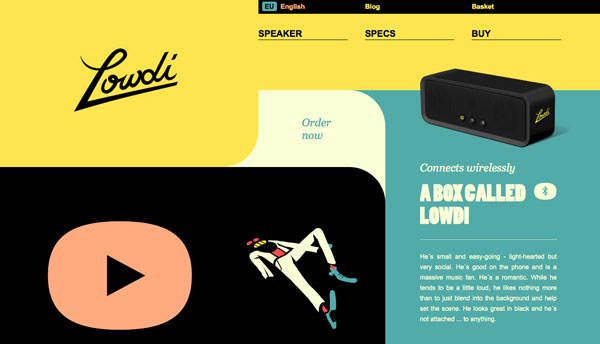 EU English Blog Basket
SPEAKER SPECS BUY
Lowdi
Lowdi
Order
now
Connects wirelessly
A BOX CALLED
LOWDI
He's small and easy-going - light-hearted but
very social. He's good on the phone and is a
massive music fan. He's a romantic. While he
tends to be a little loud, he likes nothing more
than to just blend into the background and help
set the scene. He looks great in black and he's
not attached ... to anything.